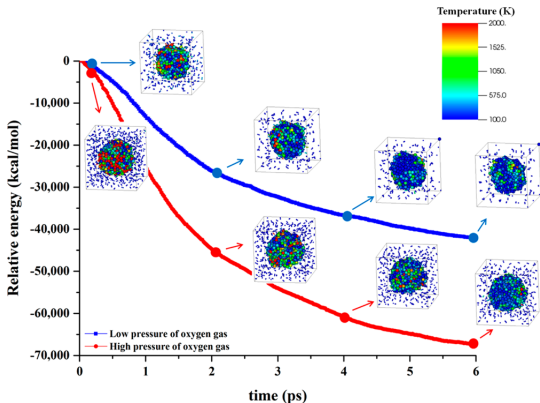 Temperature (K)
2000.
1625.
1050.
575.0
100.0
Relative energy (kcal/mol)
0
-10,000
-20,000
-30,000
-40,000
-50,000
-60,000
-70,000
Low pressure of oxygen gas
High pressure of oxygen gas
0 1 2 3 4 5 6
time (ps)